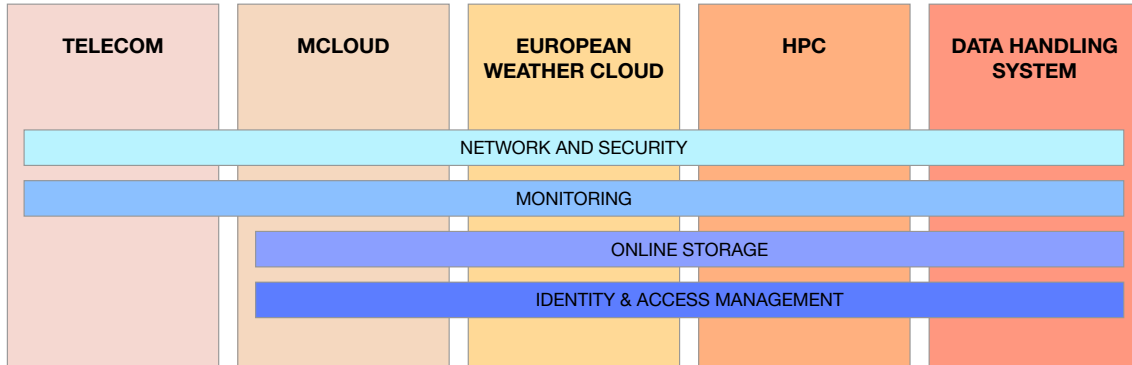 TELECOM
MCLOUD
EUROPEAN
WEATHER CLOUD
HPC
DATA HANDLING
SYSTEM
NETWORK AND SECURITY
MONITORING
ONLINE STORAGE
IDENTITY & ACCESS MANAGEMENT